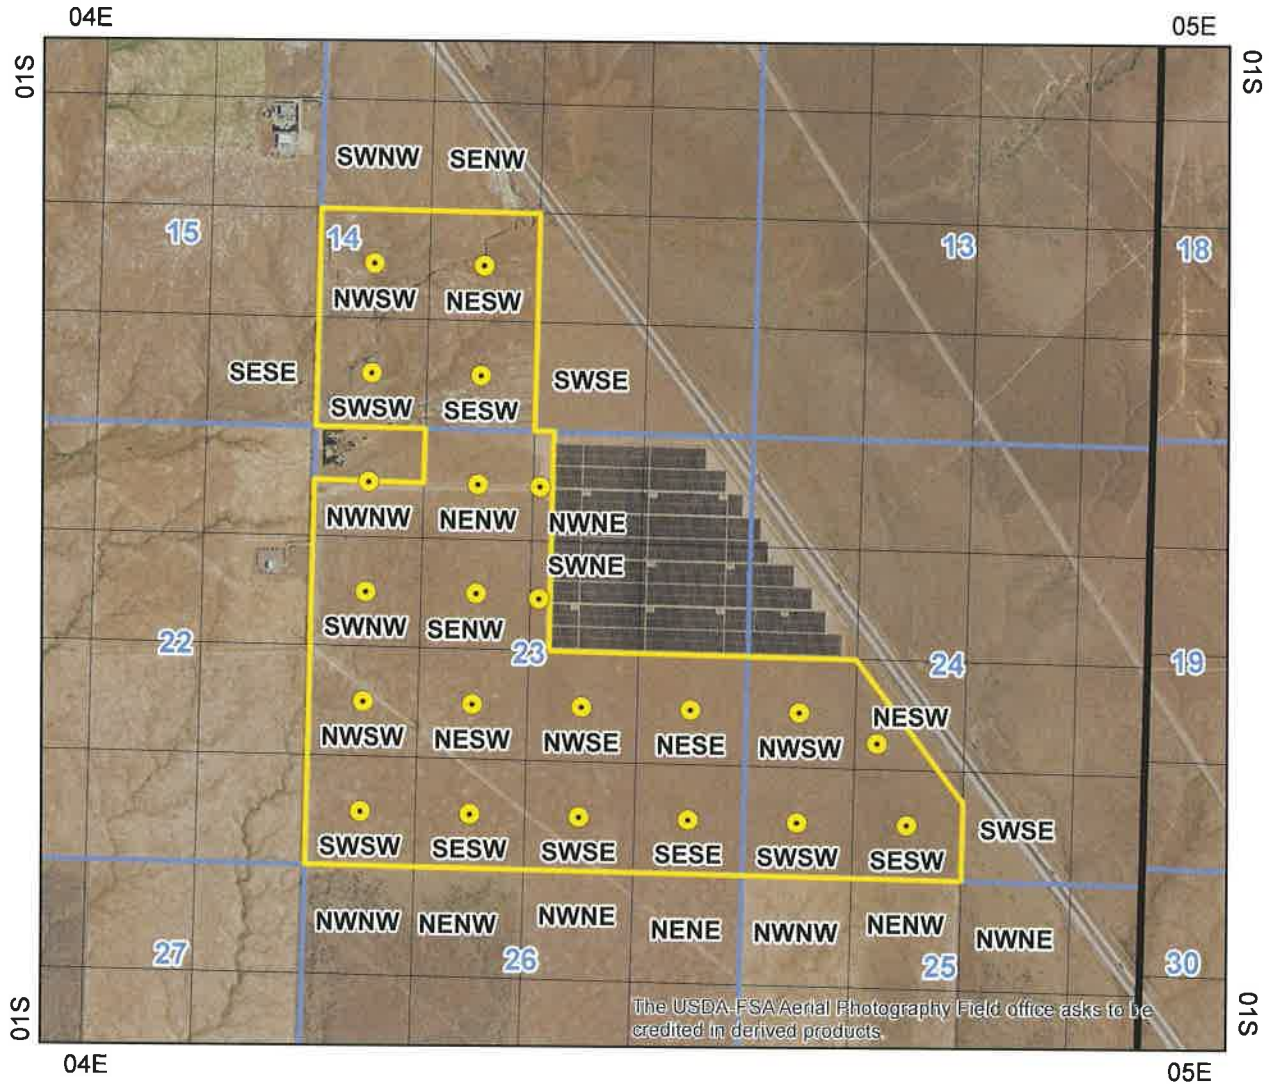 04E
05E
01S
01S
SWNW SENW
15
14
13
18
NWSW NESW
SESE
SWSW SESW
SWSE
NWNW NENW NWNE
SWNE
SWNW SENW
22
23
24
19
NWSW NESW NWSE NESE NWSW NESW
SWSW SESW SWSE SESE SWSW SESW
SWSE
NWNW NENW NWNE NENE NWNW NENW NWNE
27
26
25
30
The USDA-FSA Aerial Photography Field office asks to be
credited in derived products.
01S
01S
04E
05E